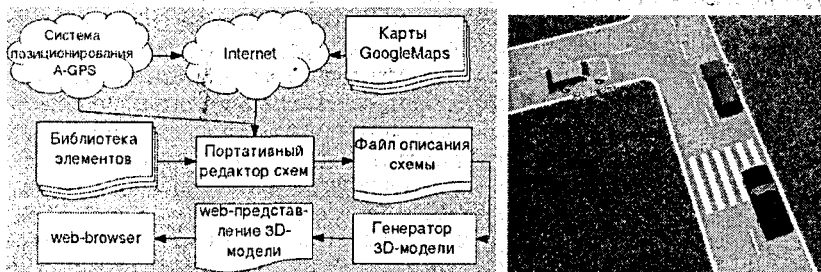 Система
позиционирования
A-GPS
Internet
Карты
GoogleMaps
Библиотека
элементов
Портативный
редактор схем
Файл описания
схемы
web-browser
web-представ-
ление 3D-
модели
Генератор
3D-модели